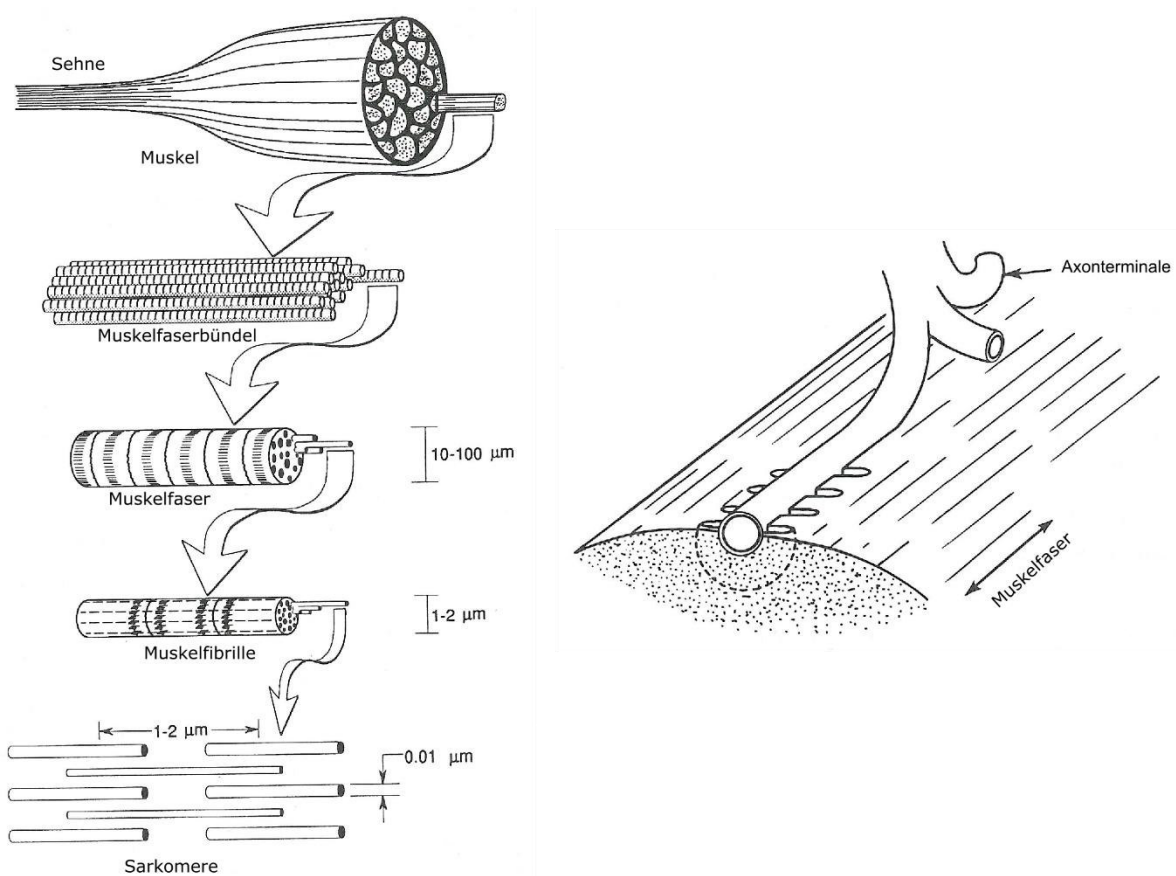 Sehne
Muskel
Muskelfaserbündel
10-100 μm
Muskelfaser
1-2 μm
Muskelfibrille
1-2 μm
0.01 μm
Sarkomere
Axonterminale
Muskelfaser